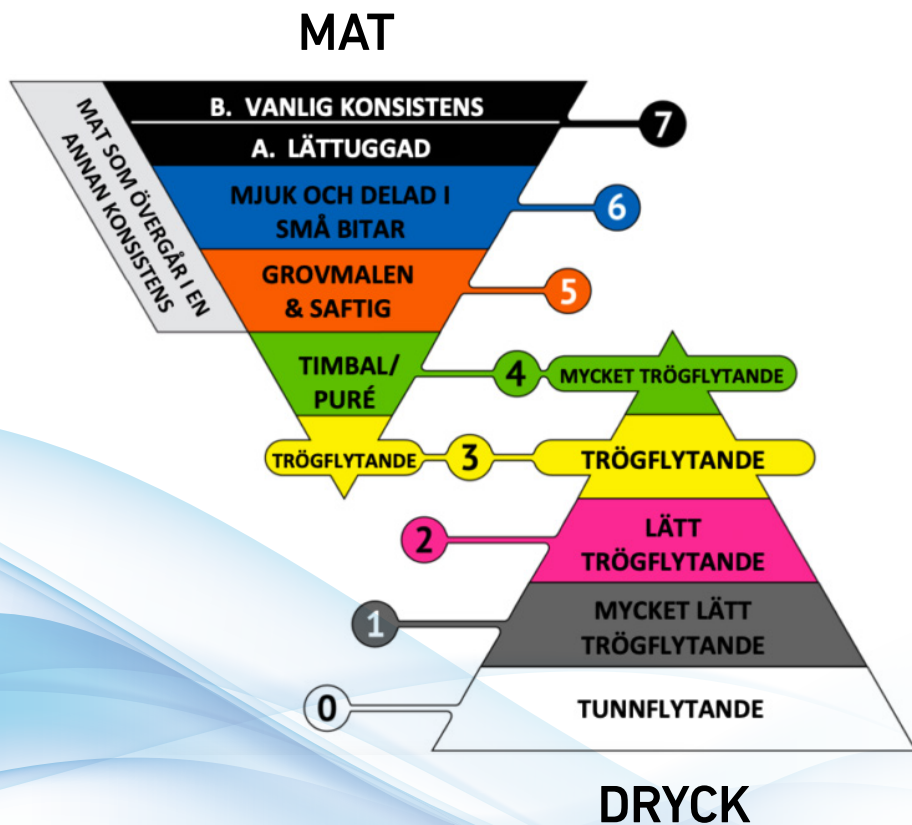 MAT
B. VANLIG KONSISTENS
7
A. LÄTTUGGAD
MAT SOM ÖVERGÅR I EN
ANNAN KONSISTENS
MJUK OCH DELAD I
SMÅ BITAR
6
GROVMALEN
& SAFTIG
5
TIMBAL/
PURÉ
4
MYCKET TRÖGFLYTANDE
TRÖGFLYTANDE
3
TRÖGFLYTANDE
2
LÄTT
TRÖGFLYTANDE
1
MYCKET LÄTT
TRÖGFLYTANDE
0
TUNNFLYTANDE
DRYCK